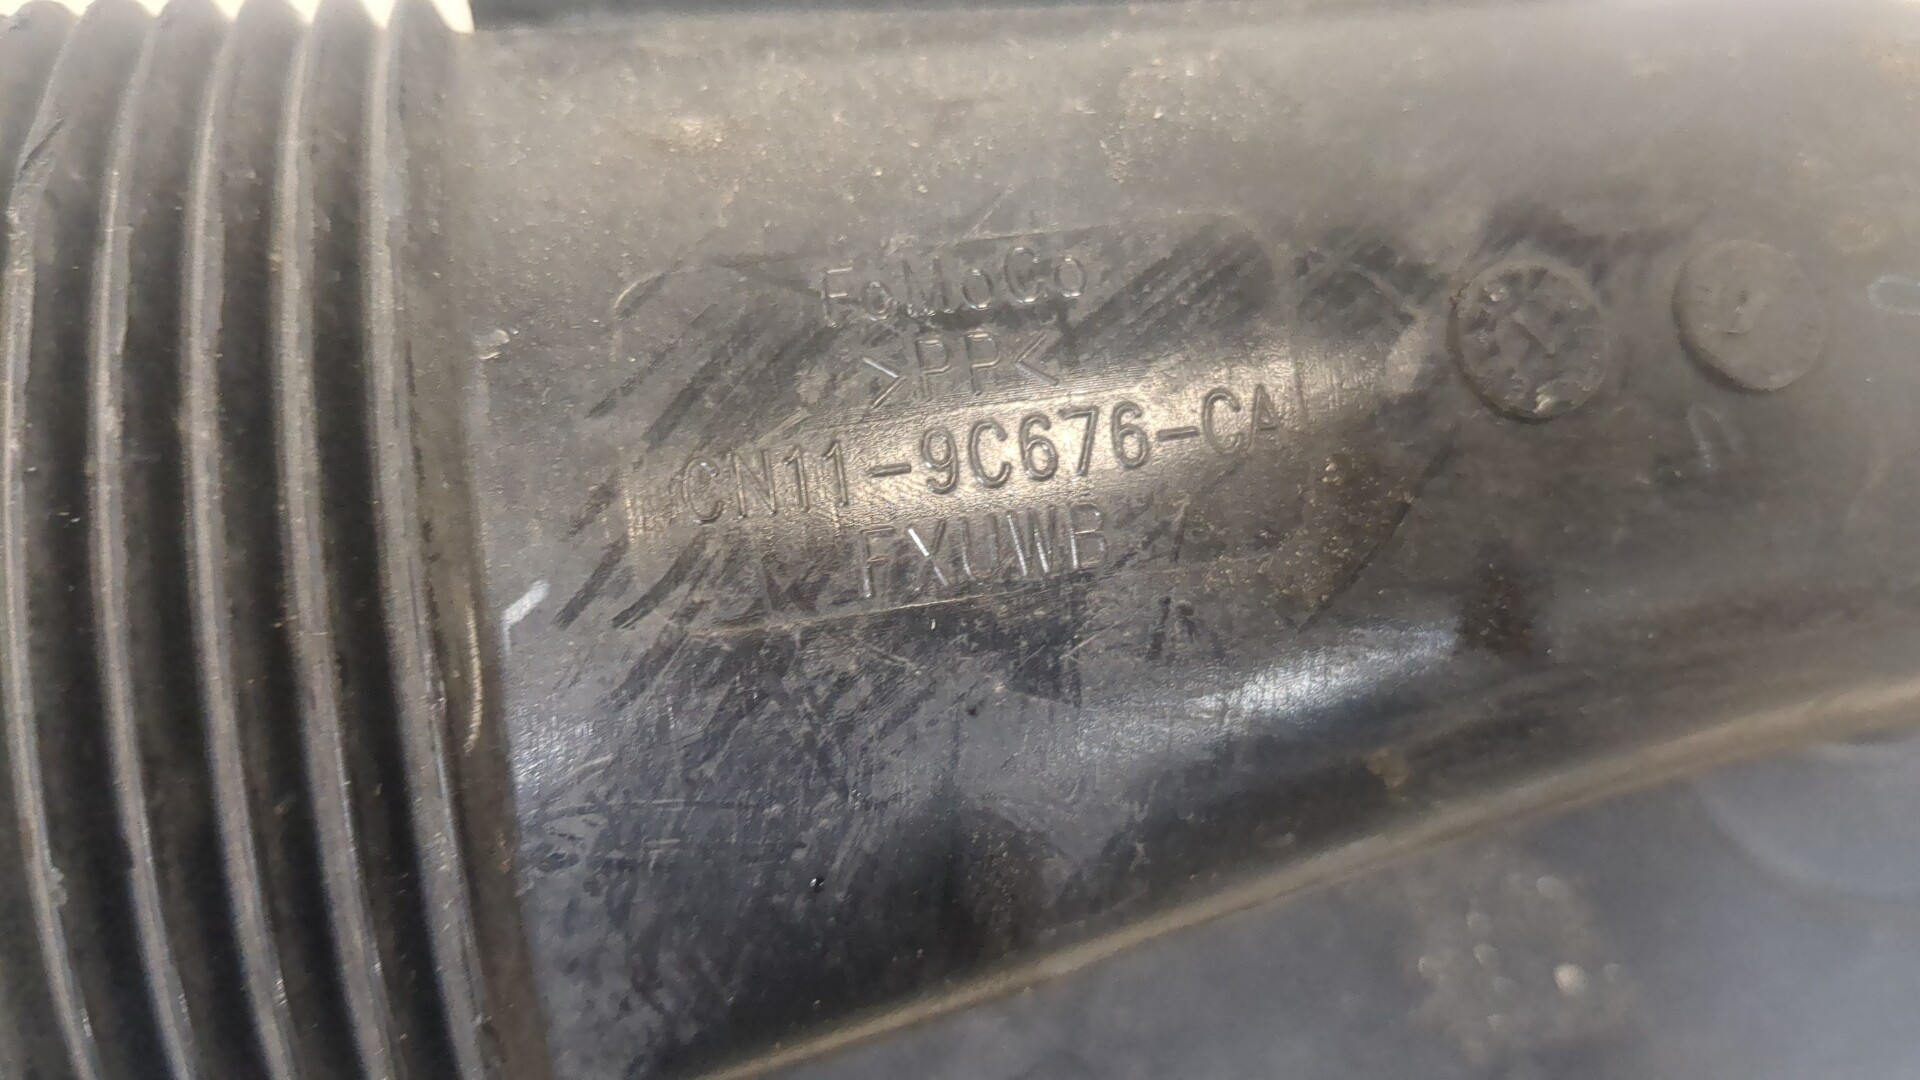 FoMoCo
>PP<
CN11-9C676-CA
FXUWB